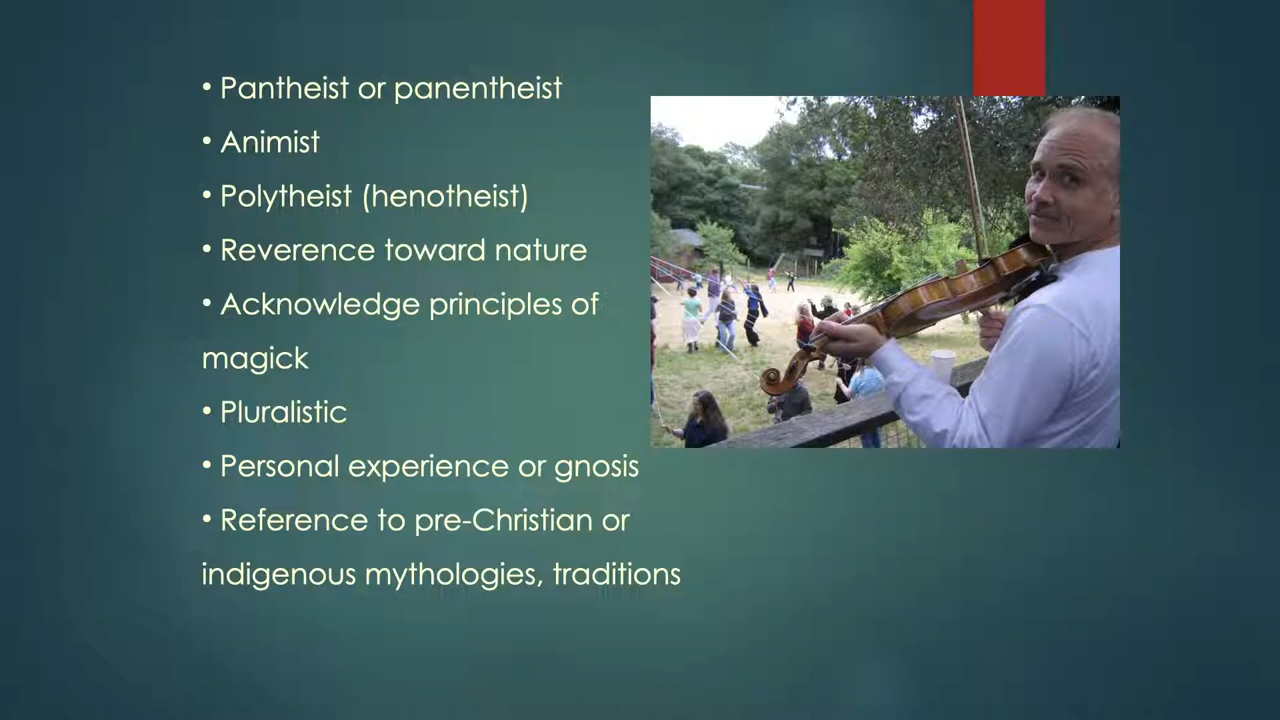 • Pantheist or panentheist
• Animist
• Polytheist (henotheist)
• Reverence toward nature
• Acknowledge principles of
magick
• Pluralistic
• Personal experience or gnosis
• Reference to pre-Christian or
indigenous mythologies, traditions